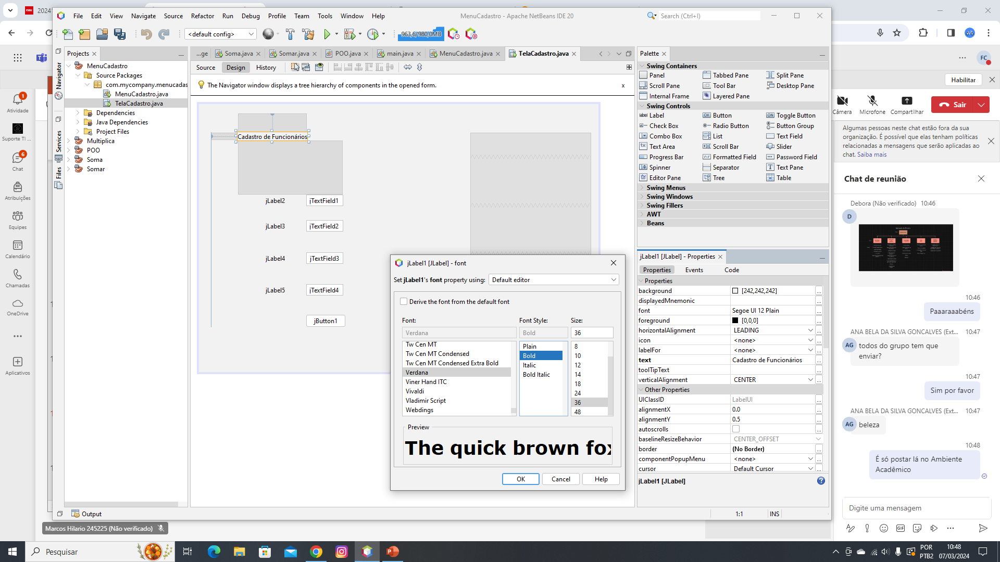 20241
File Edit View Navigate Source Refactor Run Debug Profile Team Tools Window Help
MenuCadastro - Apache NetBeans IDE 20
Search (Ctrl+I)
<default config>
963,6/980,0MB
Projects
...ge
Soma.java
Somar.java
POO.java
main.java
MenuCadastro.java
TelaCadastro.java
Source Design History
The Navigator window displays a tree hierarchy of components in the opened form.
x
Navigator
Services
Files
MenuCadastro
Source Packages
com.mycompany.menucadas
MenuCadastro.java
TelaCadastro.java
Dependencies
Java Dependencies
Project Files
Multiplica
POO
Soma
Somar
Cadastro de Funcionários
jLabel2 jTextField1
jLabel3 jTextField2
jLabel4 jTextField3
jLabel5 jTextField4
jButton1
jLabel1 [JLabel] - font
Set jLabel1's font property using: Default editor
Derive the font from the default font
Font: Font Style: Size:
Verdana Bold 36
Tw Cen MT
Tw Cen MT Condensed
Tw Cen MT Condensed Extra Bold
Verdana
Viner Hand ITC
Vivaldi
Vladimir Script
Webdings
Plain
Bold
Italic
Bold Italic
8
10
12
14
18
24
36
48
Preview
The quick brown fox
OK Cancel Help
Palette
Swing Containers
Panel Tabbed Pane Split Pane
Scroll Pane Tool Bar Desktop Pane
Internal Frame Layered Pane
Swing Controls
Label Button Toggle Button
Check Box Radio Button Button Group
Combo Box List Text Field
Text Area Scroll Bar Slider
Progress Bar Formatted Field Password Field
Spinner Separator Text Pane
Editor Pane Tree Table
Swing Menus
Swing Windows
Swing Fillers
AWT
Beans
jLabel1 [JLabel] - Properties
Properties Events Code
Properties
background [242,242,242] ...
displayedMnemonic ...
font Segoe UI 12 Plain ...
foreground [0,0,0] ...
horizontalAlignment LEADING ...
icon <none> ...
labelFor <none> ...
text Cadastro de Funcionários ...
toolTipText ...
verticalAlignment CENTER ...
Other Properties
UIClassID LabelUI ...
alignmentX 0.0 ...
alignmentY 0.5 ...
autoscrolls ...
baselineResizeBehavior CENTER_OFFSET
border (No Border) ...
componentPopupMenu <none> ...
cursor Default Cursor ...
jLabel1 [JLabel]
Output
1:1 INS
Marcos Hilario 245225 (Não verificado)
1
Atividade
Suporte TI ...
6
Chat
Atribuições
Equipes
Calendário
Chamadas
OneDrive
Aplicativos
FC
Habilitar
Câmera Microfone Compartilhar Sair
Algumas pessoas neste chat estão fora da sua
organização. É possível que elas tenham políticas
relacionadas a mensagens que serão aplicadas ao
chat. Saiba mais
Chat de reunião
Debora (Não verificado) 10:46
D
10:46
Paaaraaabéns
ANA BELA DA SILVA GONCALVES (Ext... 10:47
AG
todos do grupo tem que
enviar?
10:47
Sim por favor
ANA BELA DA SILVA GONCALVES (Ext... 10:47
AG
beleza
10:48
É só postar lá no Ambiente
Acadêmico
Digite uma mensagem
GIF
Pesquisar
POR
PTB2
10:48
07/03/2024